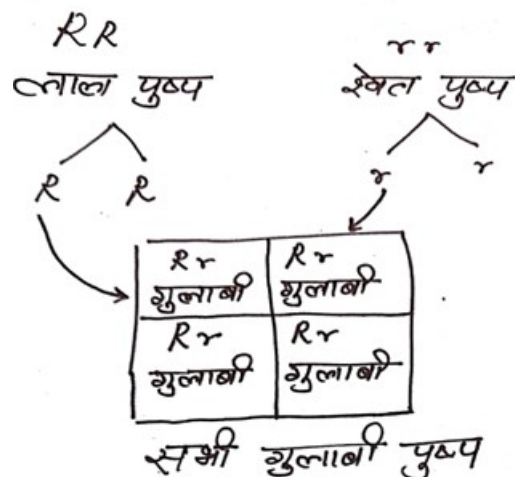 RR rr
लाल पुष्प श्वेत पुष्प
R R r r
Rr Rr
गुलाबी गुलाबी
Rr Rr
गुलाबी गुलाबी
सभी गुलाबी पुष्प